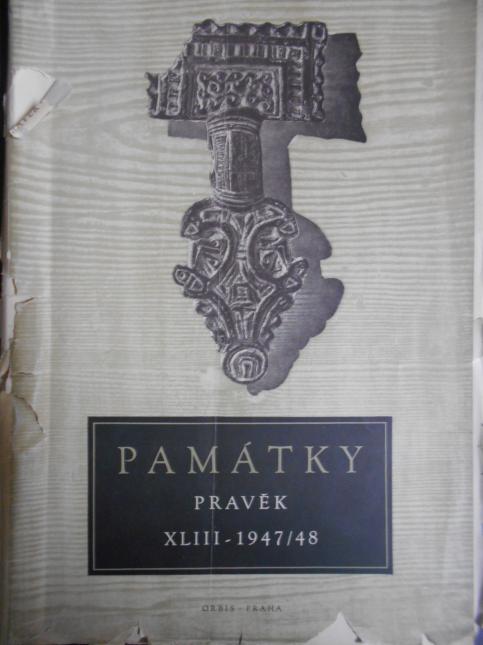 PAMÁTKY
PRAVĚK
XLIII - 1947/48
ORBIS - PRAHA